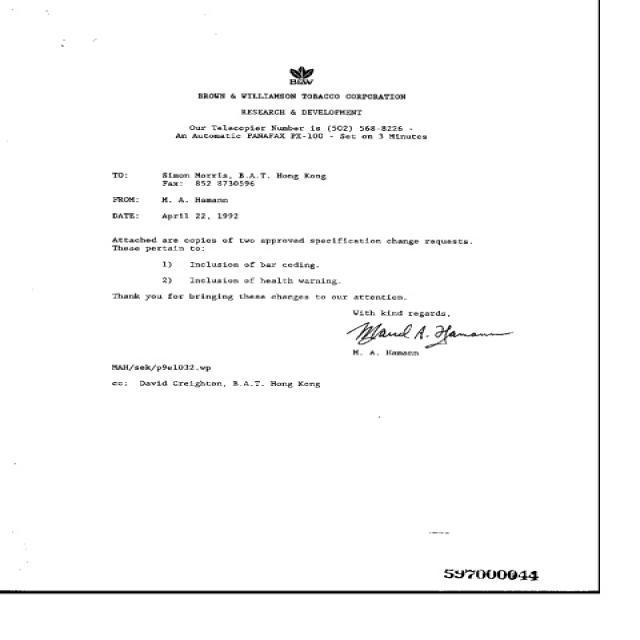 B&W
BROWN & WILLIAMSON TOBACCO CORPORATION
RESEARCH & DEVELOPMENT
Our Telecopier Number is (502) 568-8226 -
An Automatic PANAFAX PX-100 - Set on 3 Minutes
TO: Simon Morris, B.A.T. Hong Kong
Fax: 852 8730596
FROM: M. A. Hamann
DATE: April 22, 1992
Attached are copies of two approved specification change requests.
These pertain to:
1) Inclusion of bar coding.
2) Inclusion of health warning.
Thank you for bringing these changes to our attention.
With kind regards,
A. Hamann
M. A. Hamann
MAH/sek/p9e1032.wp
cc: David Creighton, B.A.T. Hong Kong
597000044